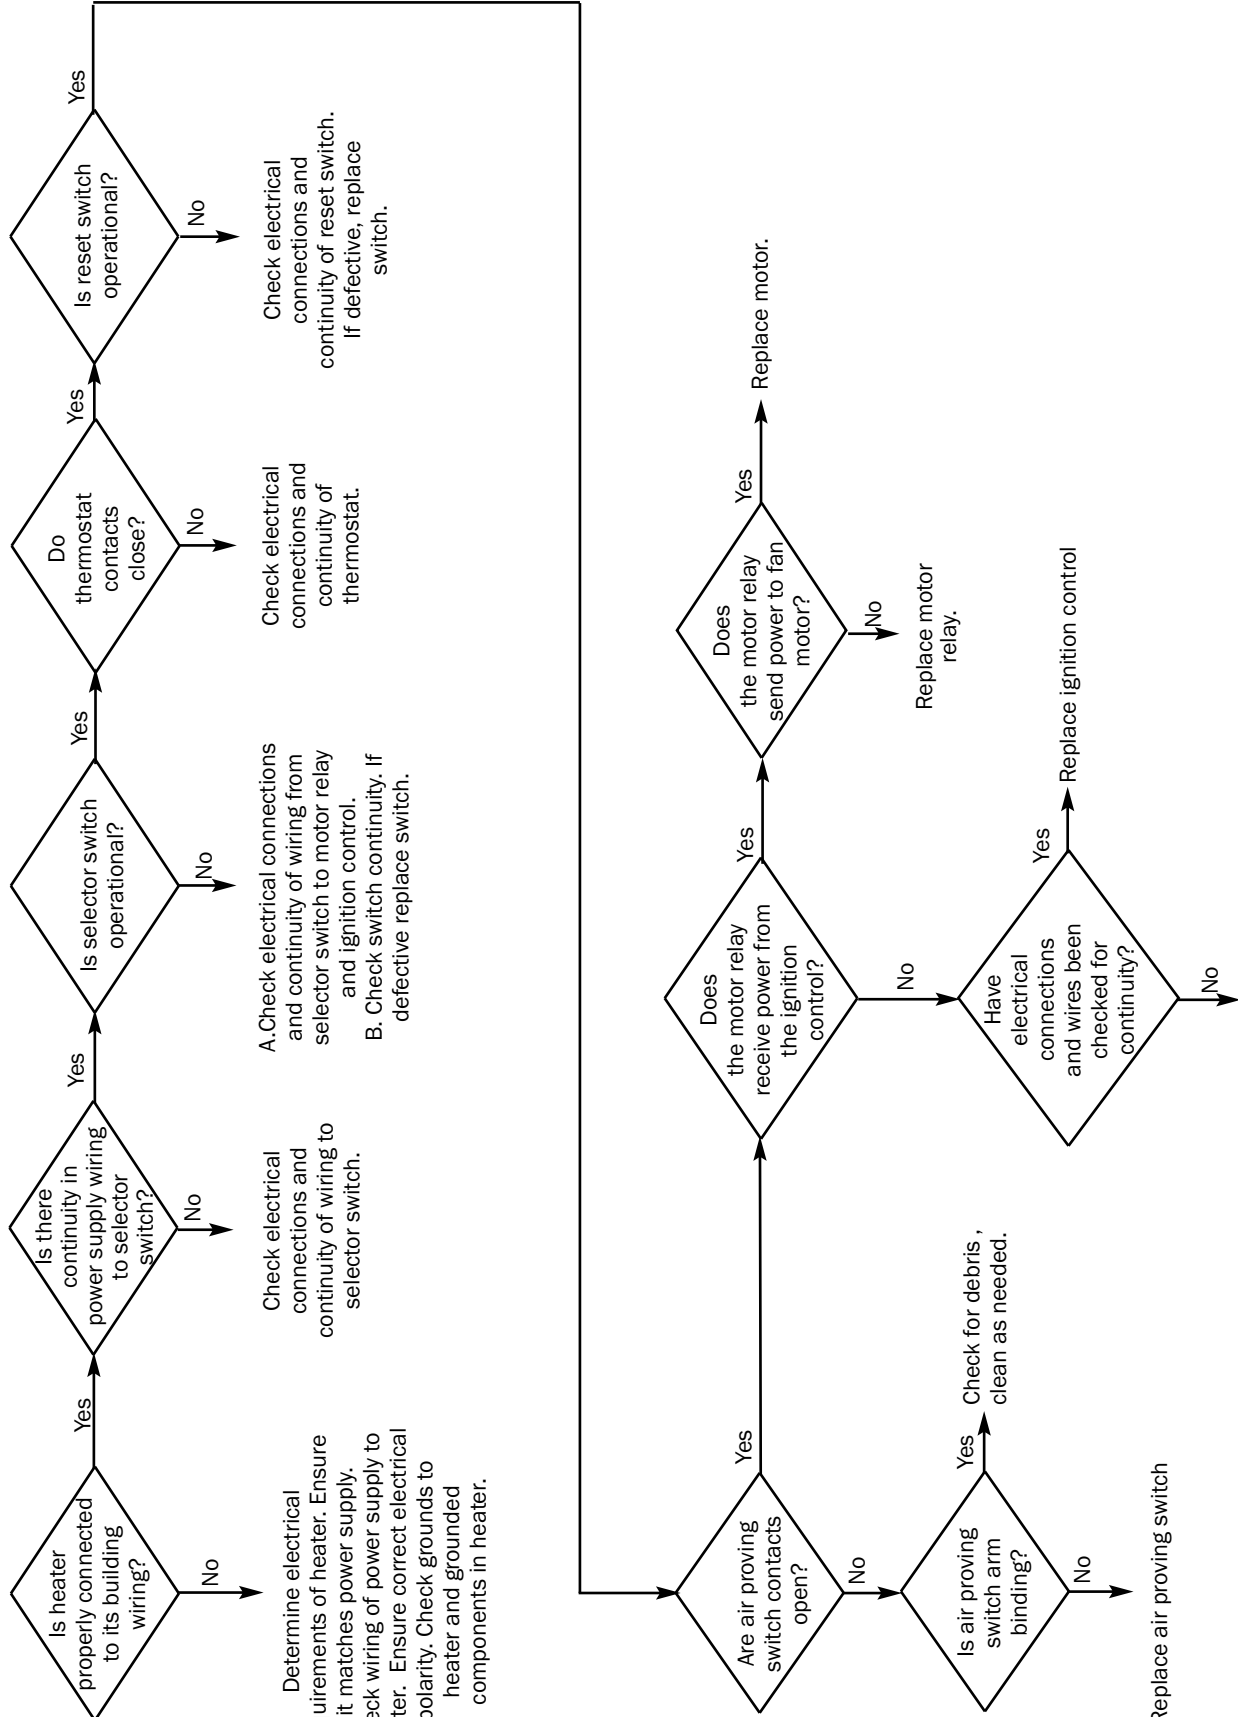 Is heater
properly connected
to its building
wiring?
Yes
No
Determine electrical
uirements of heater. Ensure
it matches power supply.
eck wiring of power supply to
ter. Ensure correct electrical
polarity. Check grounds to
heater and grounded
components in heater.
Is there
continuity in
power supply wiring
to selector
switch?
Yes
No
Check electrical
connections and
continuity of wiring to
selector switch.
Is selector switch
operational?
Yes
No
A.Check electrical connections
and continuity of wiring from
selector switch to motor relay
and ignition control.
B. Check switch continuity. If
defective replace switch.
Do
thermostat
contacts
close?
Yes
No
Check electrical
connections and
continuity of
thermostat.
Is reset switch
operational?
Yes
No
Check electrical
connections and
continuity of reset switch.
If defective, replace
switch.
Are air proving
switch contacts
open?
Yes
No
Is air proving
switch arm
binding?
Yes
Check for debris ,
clean as needed.
No
Replace air proving switch
Does
the motor relay
receive power from
the ignition
control?
Yes
No
Have
electrical
connections
and wires been
checked for
continuity?
Yes
Replace ignition control
No
Does
the motor relay
send power to fan
motor?
Yes
Replace motor.
No
Replace motor
relay.